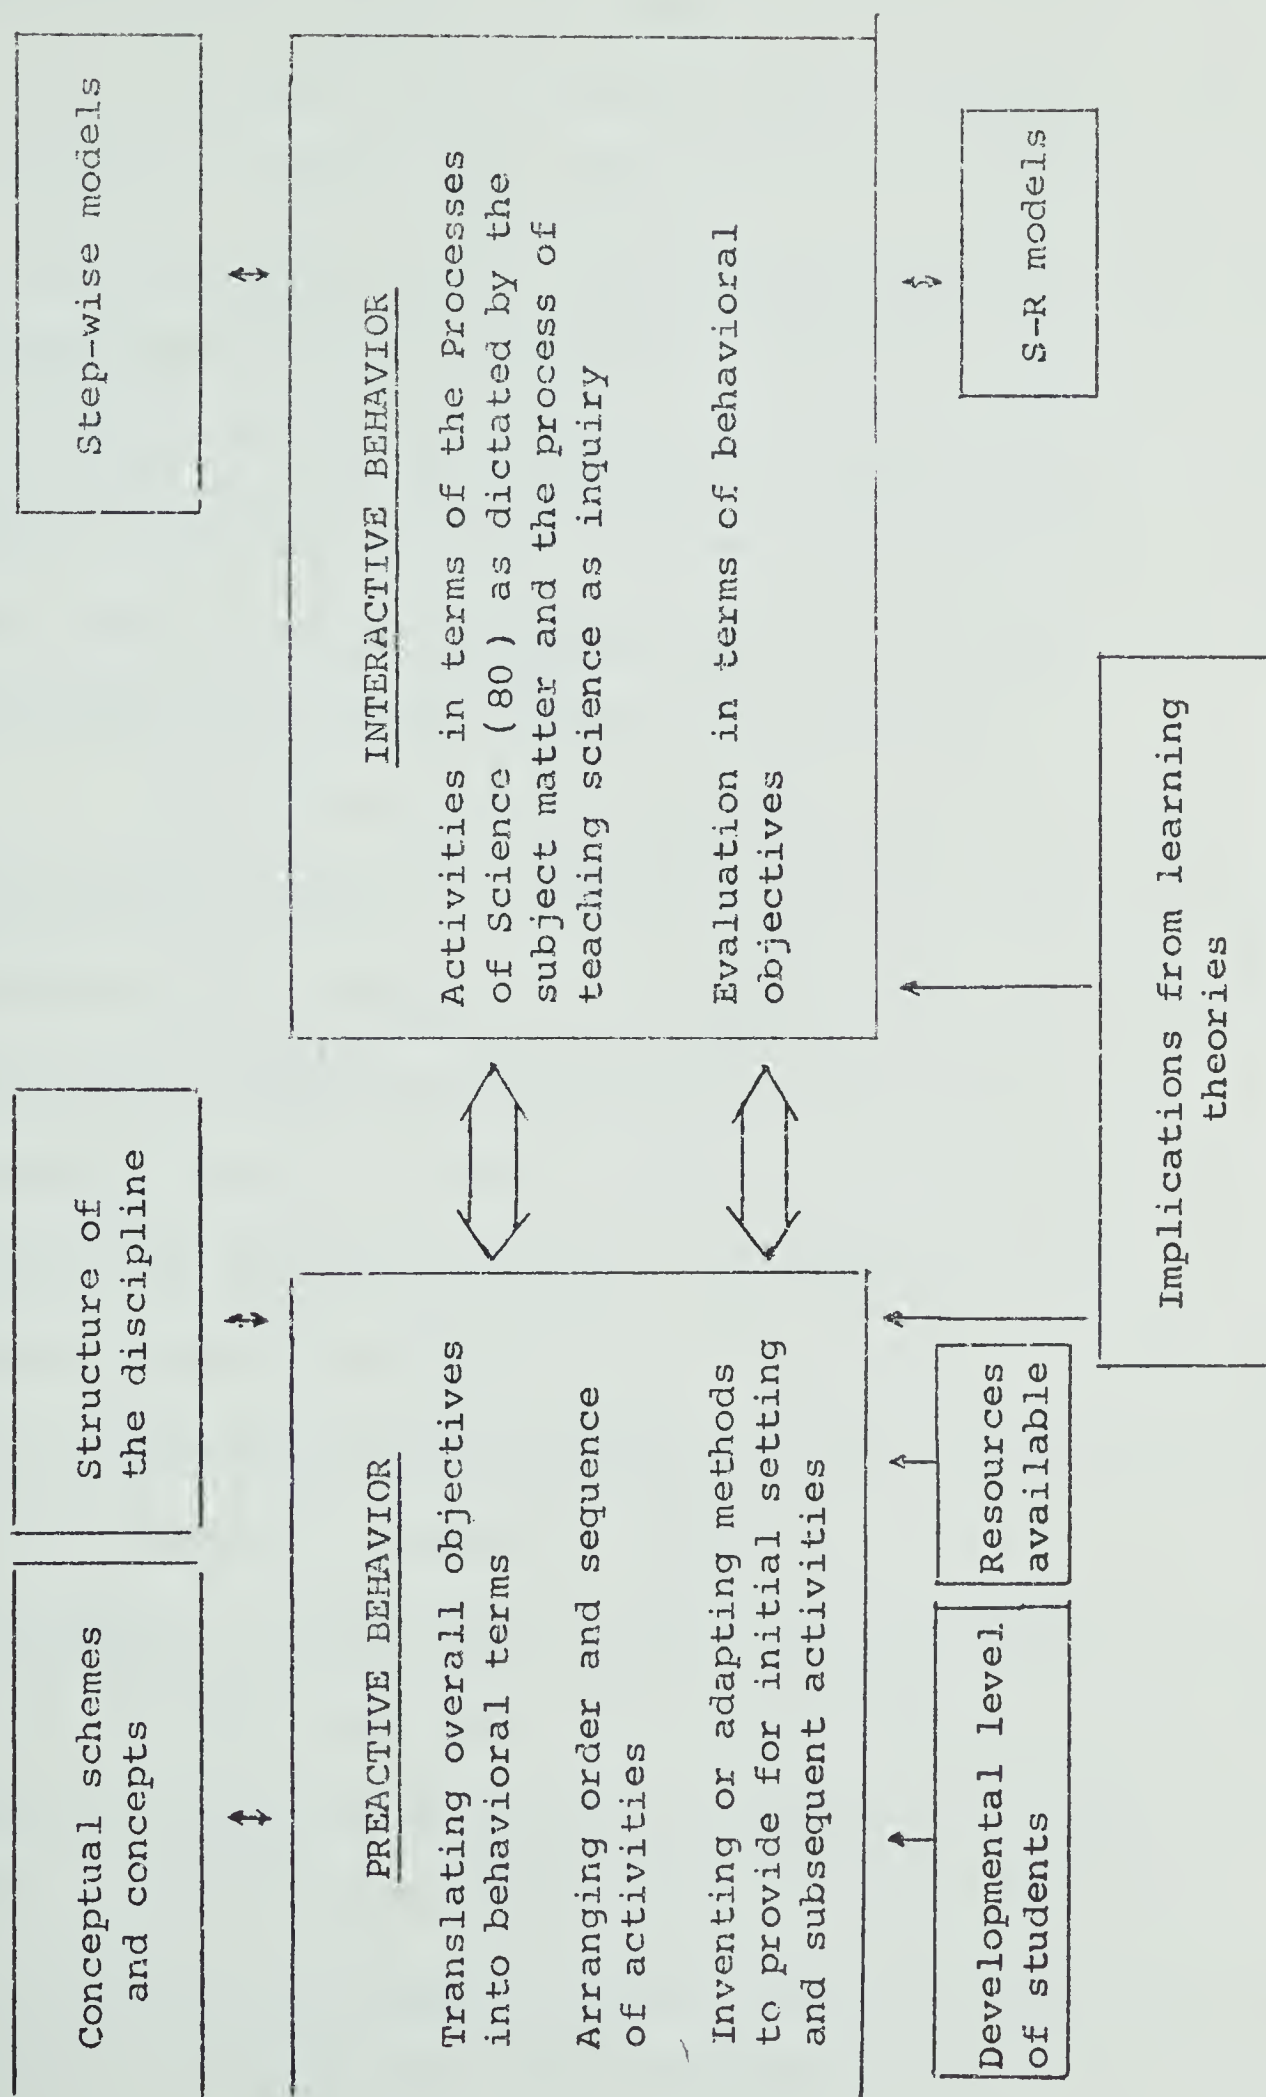 Conceptual schemes
and concepts
Structure of
the discipline
Step-wise models
PREACTIVE BEHAVIOR
Translating overall objectives
into behavioral terms
Arranging order and sequence
of activities
Inventing or adapting methods
to provide for initial setting
and subsequent activities
INTERACTIVE BEHAVIOR
Activities in terms of the Processes
of Science (80) as dictated by the
subject matter and the process of
teaching science as inquiry
Evaluation in terms of behavioral
objectives
Developmental level
of students
Resources
available
S-R models
Implications from learning
theories